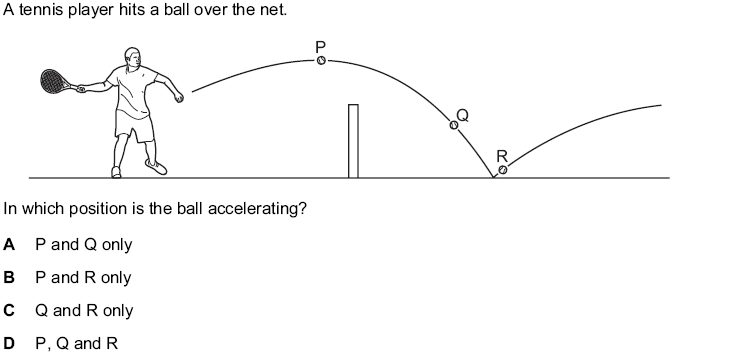 A tennis player hits a ball over the net.
P
Q
R
In which position is the ball accelerating?
A P and Q only
B P and R only
C Q and R only
D P, Q and R